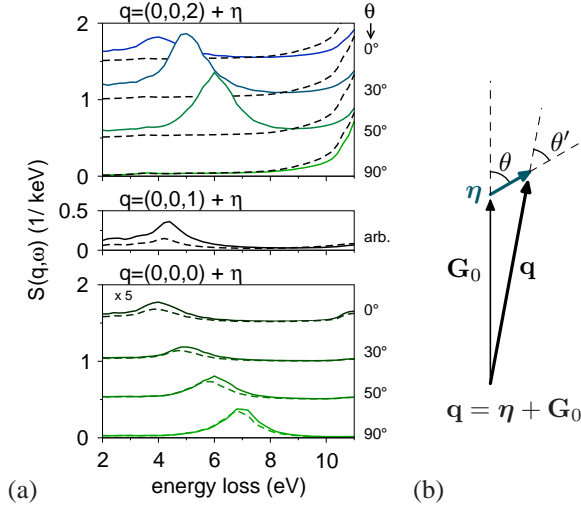 q=(0,0,2) + η
θ
2
0°
1
30°
50°
0
90°
q=(0,0,1) + η
0.5
arb.
0
q=(0,0,0) + η
2
x 5
0°
1
30°
50°
0
90°
2 4 6 8 10
energy loss (eV)
S(q,ω) (1/ keV)
(a)
θ′
θ
η
G₀
q
q = η + G₀
(b)